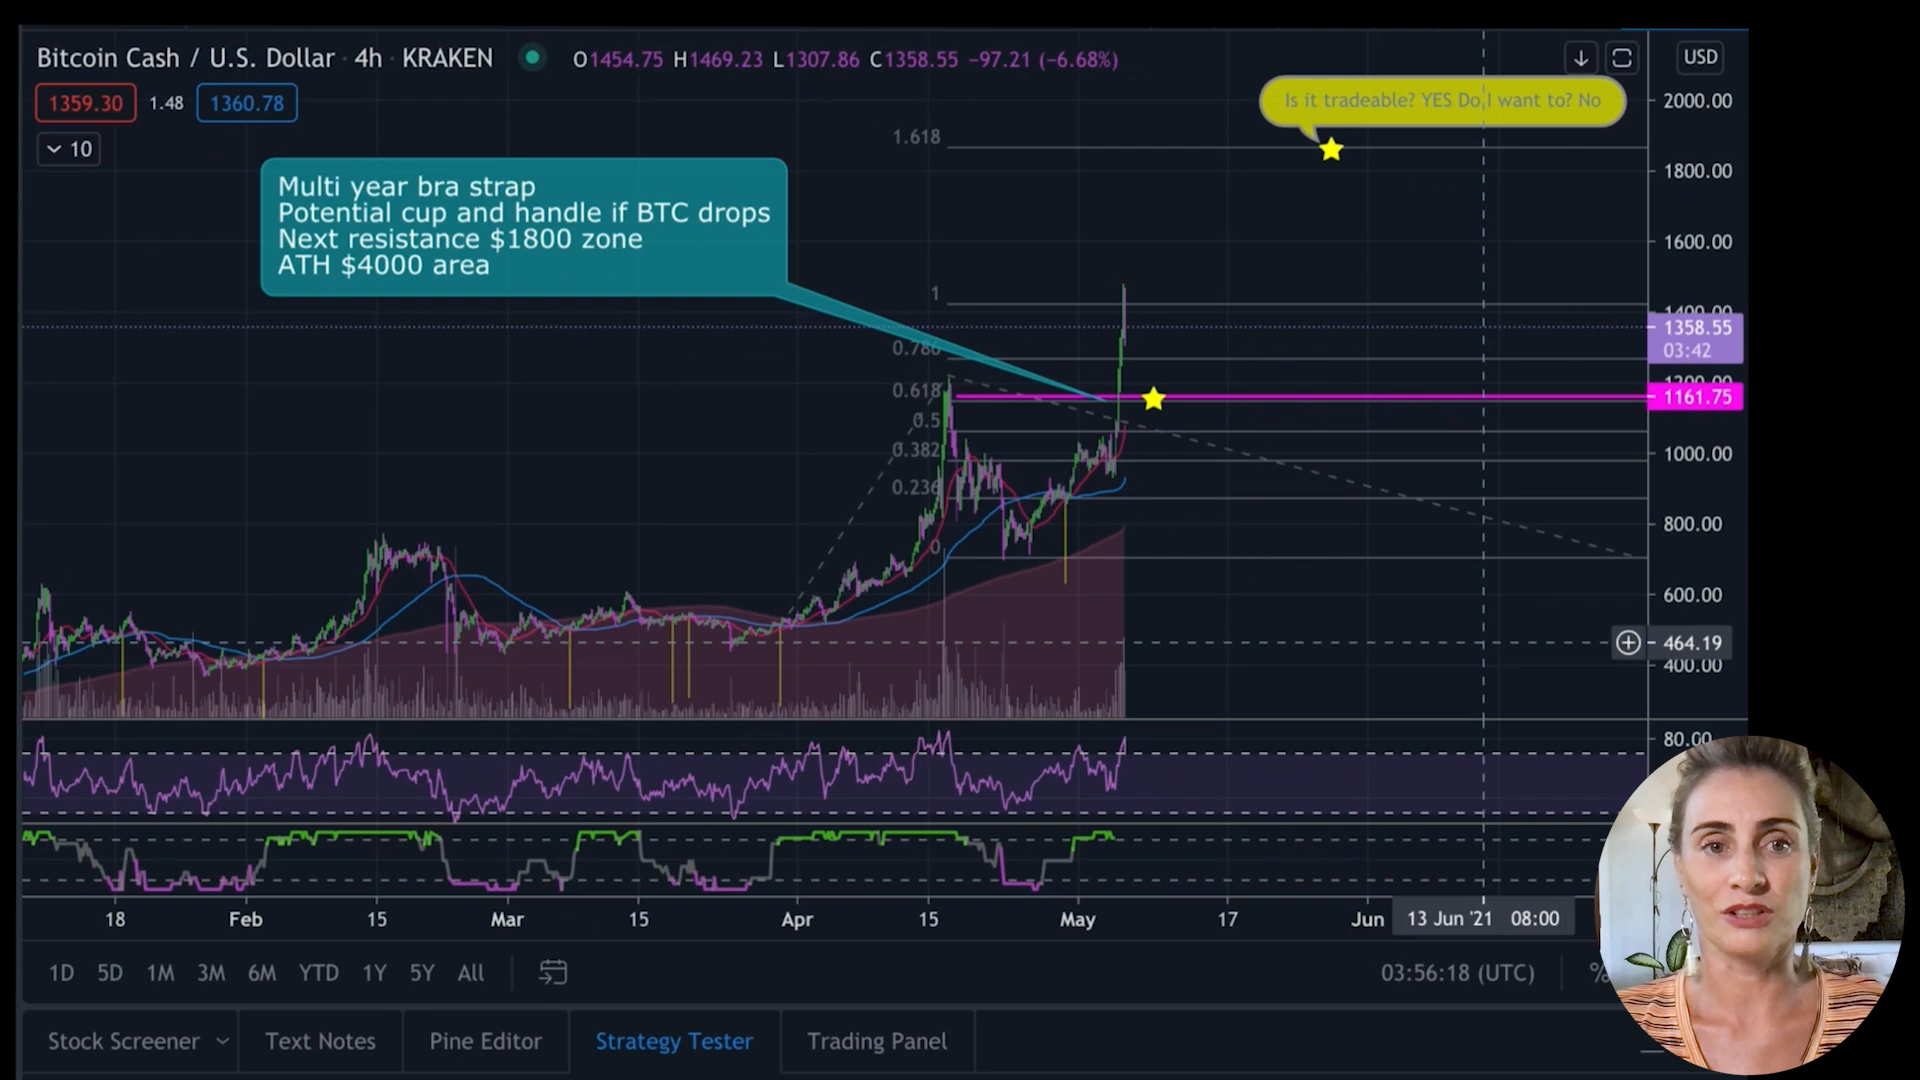 Bitcoin Cash / U.S. Dollar · 4h · KRAKEN O1454.75 H1469.23 L1307.86 C1358.55 −97.21 (−6.68%)
USD
1359.30 1.48 1360.78
Is it tradeable? YES Do I want to? No
2000.00
10
1.618
1800.00
Multi year bra strap
Potential cup and handle if BTC drops
Next resistance $1800 zone
ATH $4000 area
1600.00
1
1400.00
1358.55
03:42
0.786
1200.00
0.618
1161.75
0.5
0.382
1000.00
0.236
800.00
0
600.00
464.19
400.00
80.00
18 Feb 15 Mar 15 Apr 15 May 17 Jun 13 Jun '21 08:00
1D 5D 1M 3M 6M YTD 1Y 5Y All 03:56:18 (UTC) %
Stock Screener Text Notes Pine Editor Strategy Tester Trading Panel